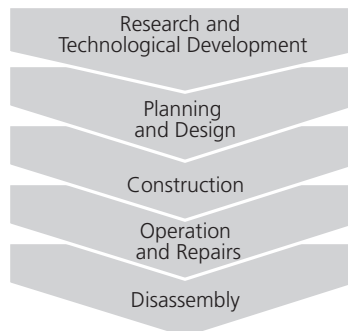 Research and
Technological Development
Planning
and Design
Construction
Operation
and Repairs
Disassembly